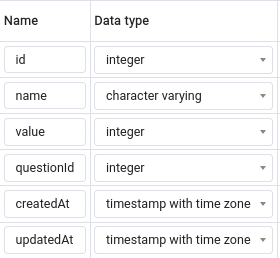 Name Data type
id integer
name character varying
value integer
questionId integer
createdAt timestamp with time zone
updatedAt timestamp with time zone